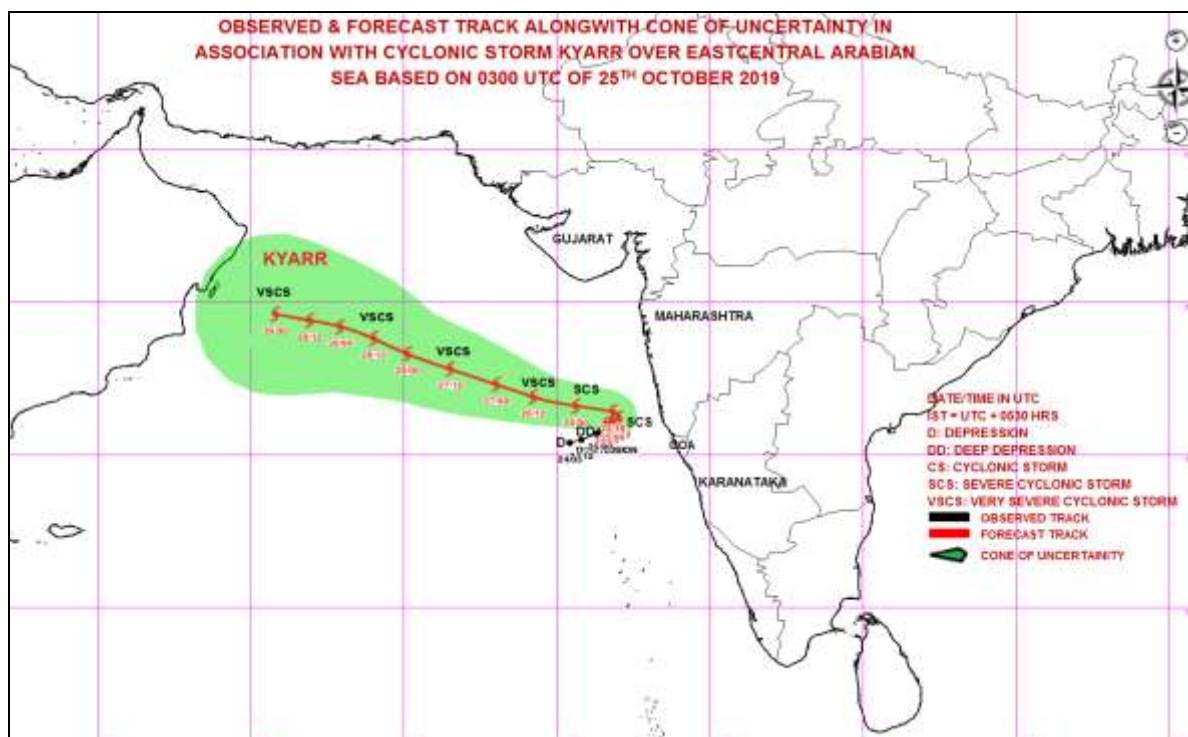 OBSERVED & FORECAST TRACK ALONGWITH CONE OF UNCERTAINTY IN
ASSOCIATION WITH CYCLONIC STORM KYARR OVER EASTCENTRAL ARABIAN
SEA BASED ON 0300 UTC OF 25TH OCTOBER 2019
GUJARAT
KYARR
VSCS
VSCS
MAHARASHTRA
VSCS
VSCS
SCS
SCS
DD
D
GOA
KARANATAKA
DATE/TIME IN UTC
IST = UTC + 0530 HRS
D: DEPRESSION
DD: DEEP DEPRESSION
CS: CYCLONIC STORM
SCS: SEVERE CYCLONIC STORM
VSCS: VERY SEVERE CYCLONIC STORM
OBSERVED TRACK
FORECAST TRACK
CONE OF UNCERTAINITY